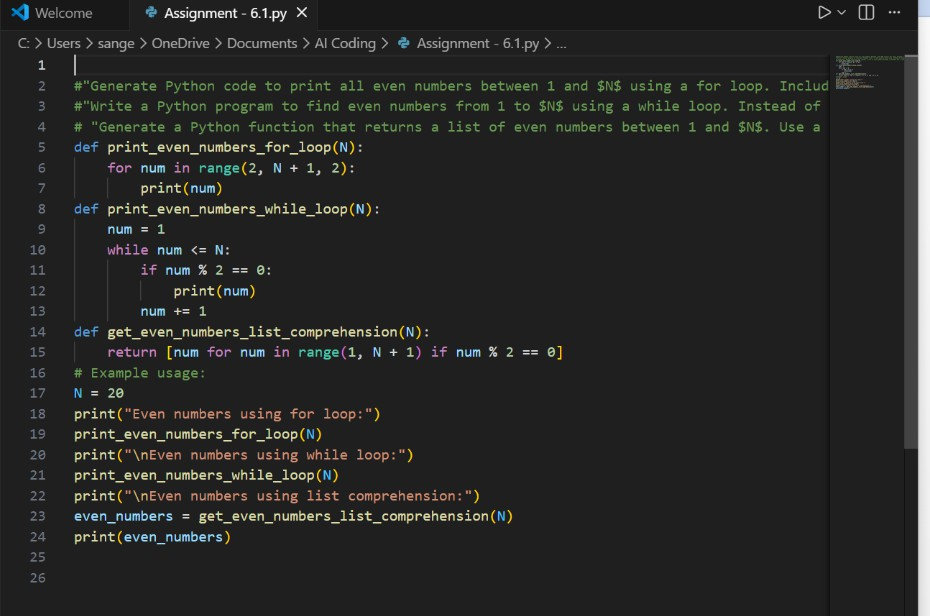 Welcome
Assignment - 6.1.py
C: > Users > sange > OneDrive > Documents > AI Coding > Assignment - 6.1.py > ...
1
2 #"Generate Python code to print all even numbers between 1 and $N$ using a for loop. Includ
3 #"Write a Python program to find even numbers from 1 to $N$ using a while loop. Instead of
4 # "Generate a Python function that returns a list of even numbers between 1 and $N$. Use a
5 def print_even_numbers_for_loop(N):
6     for num in range(2, N + 1, 2):
7         print(num)
8 def print_even_numbers_while_loop(N):
9     num = 1
10     while num <= N:
11         if num % 2 == 0:
12             print(num)
13         num += 1
14 def get_even_numbers_list_comprehension(N):
15     return [num for num in range(1, N + 1) if num % 2 == 0]
16 # Example usage:
17 N = 20
18 print("Even numbers using for loop:")
19 print_even_numbers_for_loop(N)
20 print("\nEven numbers using while loop:")
21 print_even_numbers_while_loop(N)
22 print("\nEven numbers using list comprehension:")
23 even_numbers = get_even_numbers_list_comprehension(N)
24 print(even_numbers)
25
26